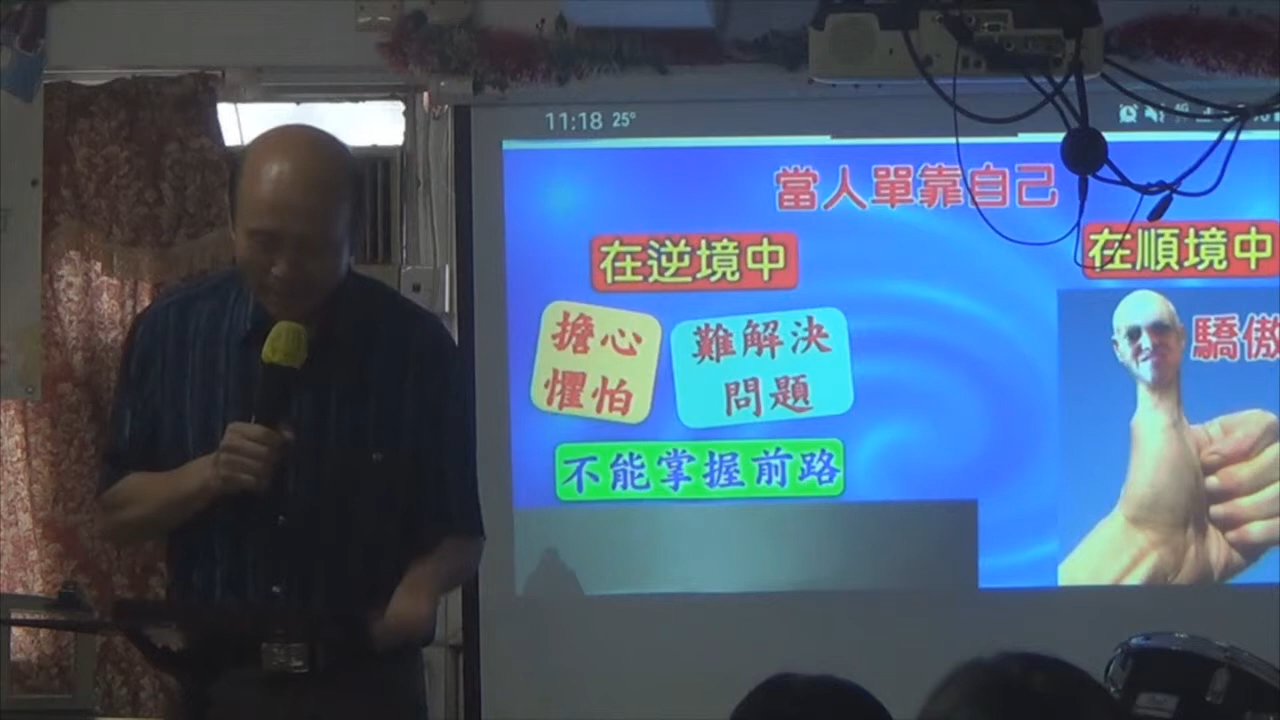 11:18 25°
4G
當人單靠自己
在逆境中
在順境中
擔心
懼怕
難解決
問題
驕傲
不能掌握前路